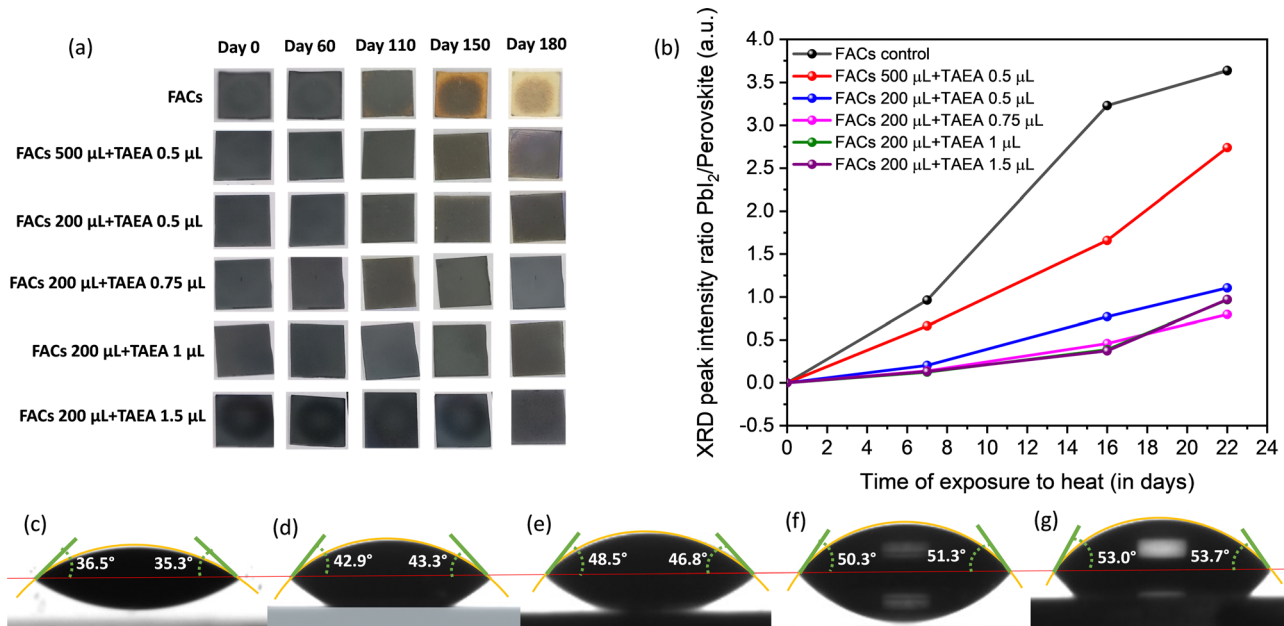 (a)
Day 0 Day 60 Day 110 Day 150 Day 180
FACs
FACs 500 µL+TAEA 0.5 µL
FACs 200 µL+TAEA 0.5 µL
FACs 200 µL+TAEA 0.75 µL
FACs 200 µL+TAEA 1 µL
FACs 200 µL+TAEA 1.5 µL
(b)
XRD peak intensity ratio PbI₂/Perovskite (a.u.)
4.0
3.5
3.0
2.5
2.0
1.5
1.0
0.5
0.0
-0.5
FACs control
FACs 500 µL+TAEA 0.5 µL
FACs 200 µL+TAEA 0.5 µL
FACs 200 µL+TAEA 0.75 µL
FACs 200 µL+TAEA 1 µL
FACs 200 µL+TAEA 1.5 µL
0 2 4 6 8 10 12 14 16 18 20 22 24
Time of exposure to heat (in days)
(c) (d) (e) (f) (g)
36.5° 35.3° 42.9° 43.3° 48.5° 46.8° 50.3° 51.3° 53.0° 53.7°